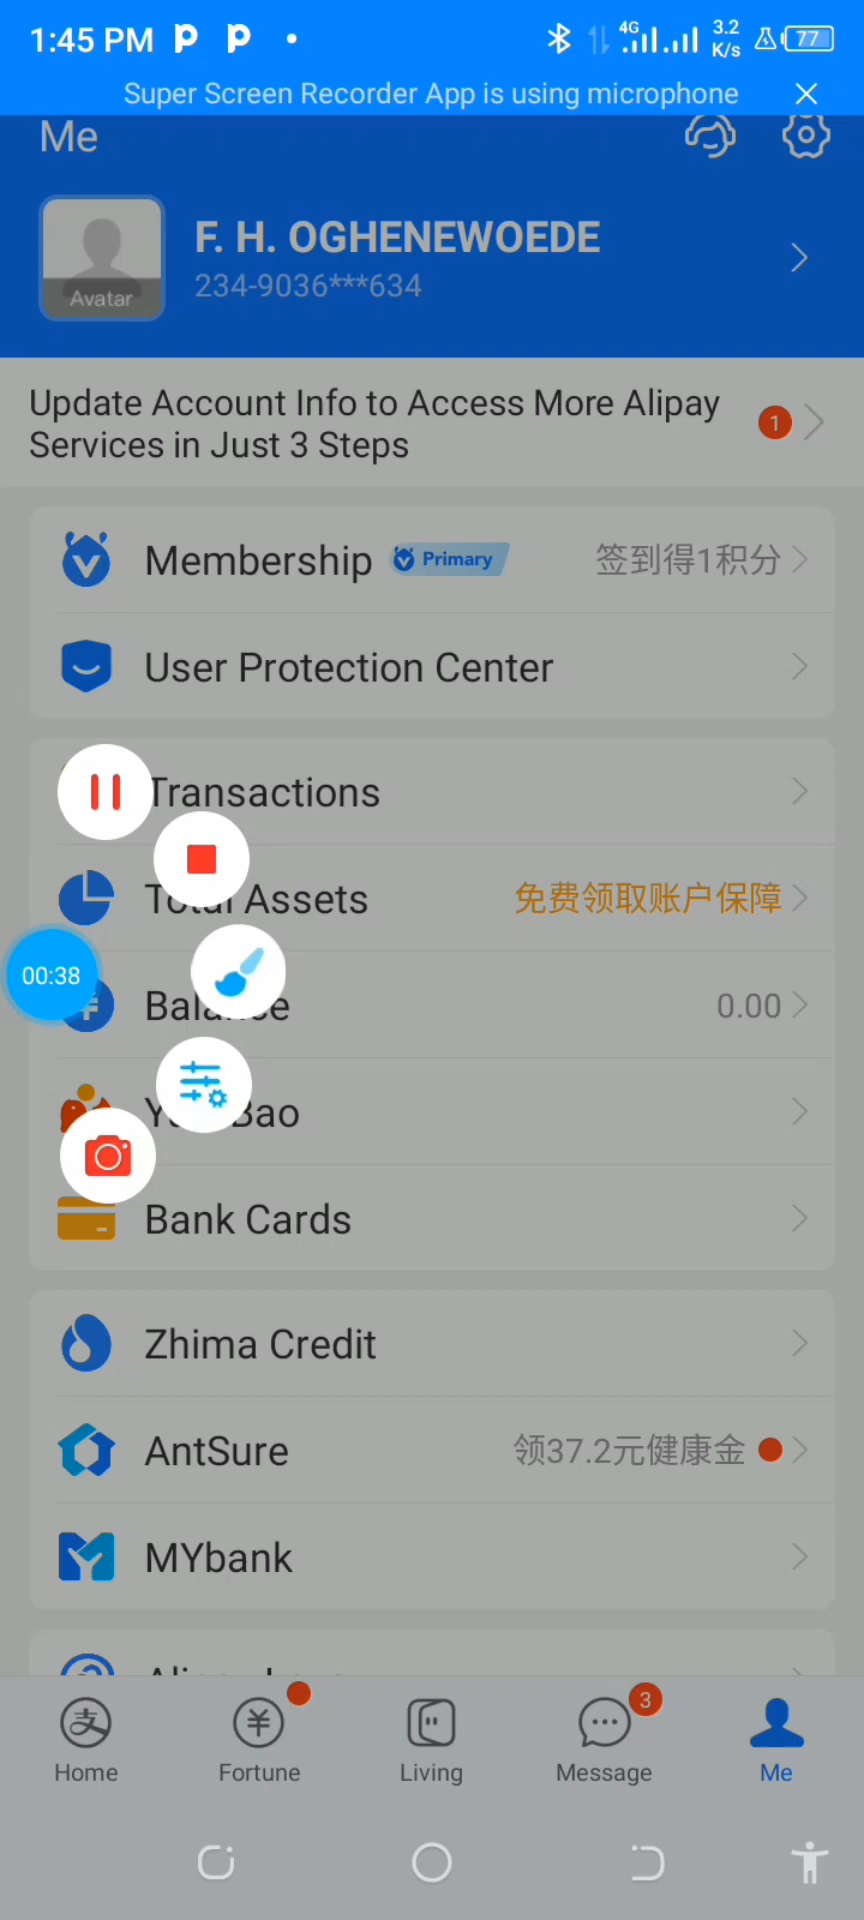 1:45 PM
4G
3.2
K/s
77
Super Screen Recorder App is using microphone
Me
Avatar
F. H. OGHENEWOEDE
234-9036***634
Update Account Info to Access More Alipay
Services in Just 3 Steps
1
Membership
Primary
签到得1积分
User Protection Center
Transactions
Total Assets
免费领取账户保障
00:38
Balance
0.00
Bao
Bank Cards
Zhima Credit
AntSure
领37.2元健康金
MYbank
支
Home
Fortune
Living
3
Message
Me